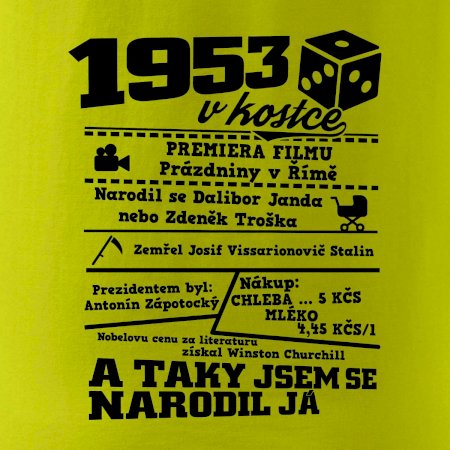 1953
v kostce
PREMIERA FILMU
Prázdniny v Římě
Narodil se Dalibor Janda
nebo Zdeněk Troška
Zemřel Josif Vissarionovič Stalin
Prezidentem byl:
Antonín Zápotocký
Nákup:
CHLEBA ... 5 KČS
MLÉKO
4,45 KČS/l
Nobelovu cenu za literaturu
získal Winston Churchill
A TAKY JSEM SE
NARODIL JÁ